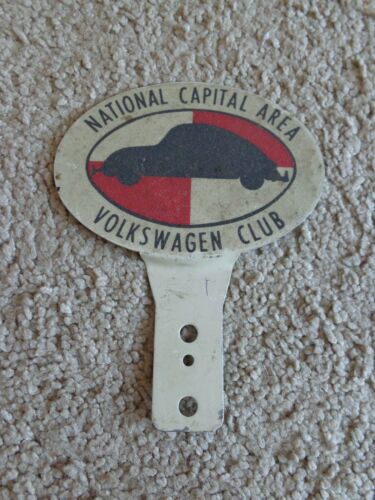 NATIONAL CAPITAL AREA
VOLKSWAGEN CLUB